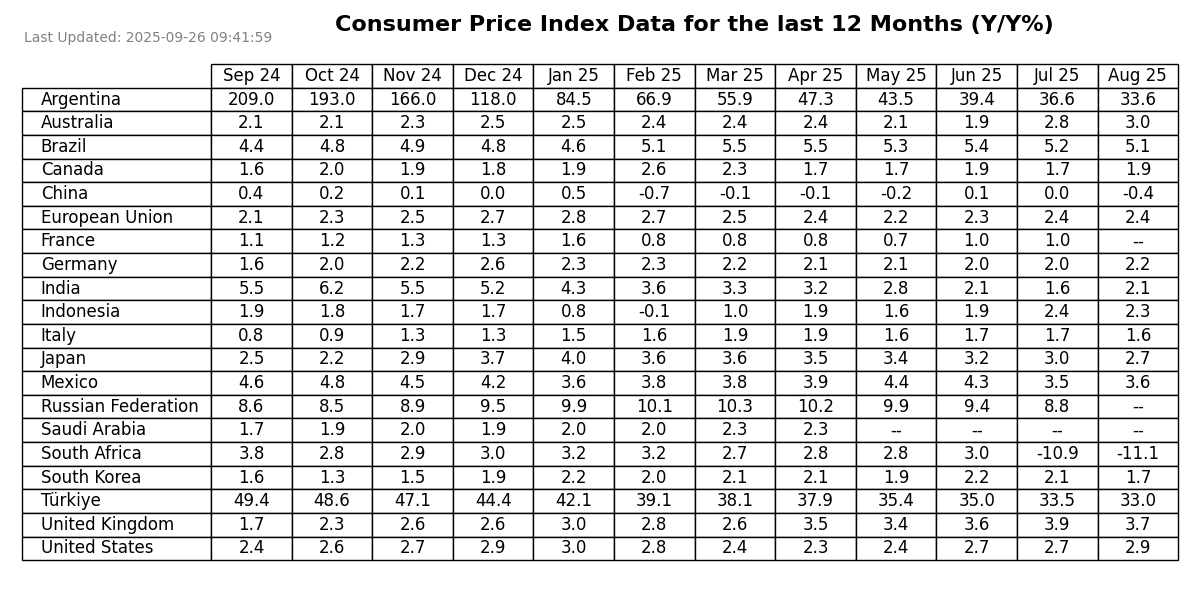 Consumer Price Index Data for the last 12 Months (Y/Y%)
Last Updated: 2025-09-26 09:41:59
Sep 24 Oct 24 Nov 24 Dec 24 Jan 25 Feb 25 Mar 25 Apr 25 May 25 Jun 25 Jul 25 Aug 25
Argentina 209.0 193.0 166.0 118.0 84.5 66.9 55.9 47.3 43.5 39.4 36.6 33.6
Australia 2.1 2.1 2.3 2.5 2.5 2.4 2.4 2.4 2.1 1.9 2.8 3.0
Brazil 4.4 4.8 4.9 4.8 4.6 5.1 5.5 5.5 5.3 5.4 5.2 5.1
Canada 1.6 2.0 1.9 1.8 1.9 2.6 2.3 1.7 1.7 1.9 1.7 1.9
China 0.4 0.2 0.1 0.0 0.5 -0.7 -0.1 -0.1 -0.2 0.1 0.0 -0.4
European Union 2.1 2.3 2.5 2.7 2.8 2.7 2.5 2.4 2.2 2.3 2.4 2.4
France 1.1 1.2 1.3 1.3 1.6 0.8 0.8 0.8 0.7 1.0 1.0 --
Germany 1.6 2.0 2.2 2.6 2.3 2.3 2.2 2.1 2.1 2.0 2.0 2.2
India 5.5 6.2 5.5 5.2 4.3 3.6 3.3 3.2 2.8 2.1 1.6 2.1
Indonesia 1.9 1.8 1.7 1.7 0.8 -0.1 1.0 1.9 1.6 1.9 2.4 2.3
Italy 0.8 0.9 1.3 1.3 1.5 1.6 1.9 1.9 1.6 1.7 1.7 1.6
Japan 2.5 2.2 2.9 3.7 4.0 3.6 3.6 3.5 3.4 3.2 3.0 2.7
Mexico 4.6 4.8 4.5 4.2 3.6 3.8 3.8 3.9 4.4 4.3 3.5 3.6
Russian Federation 8.6 8.5 8.9 9.5 9.9 10.1 10.3 10.2 9.9 9.4 8.8 --
Saudi Arabia 1.7 1.9 2.0 1.9 2.0 2.0 2.3 2.3 -- -- -- --
South Africa 3.8 2.8 2.9 3.0 3.2 3.2 2.7 2.8 2.8 3.0 -10.9 -11.1
South Korea 1.6 1.3 1.5 1.9 2.2 2.0 2.1 2.1 1.9 2.2 2.1 1.7
Türkiye 49.4 48.6 47.1 44.4 42.1 39.1 38.1 37.9 35.4 35.0 33.5 33.0
United Kingdom 1.7 2.3 2.6 2.6 3.0 2.8 2.6 3.5 3.4 3.6 3.9 3.7
United States 2.4 2.6 2.7 2.9 3.0 2.8 2.4 2.3 2.4 2.7 2.7 2.9